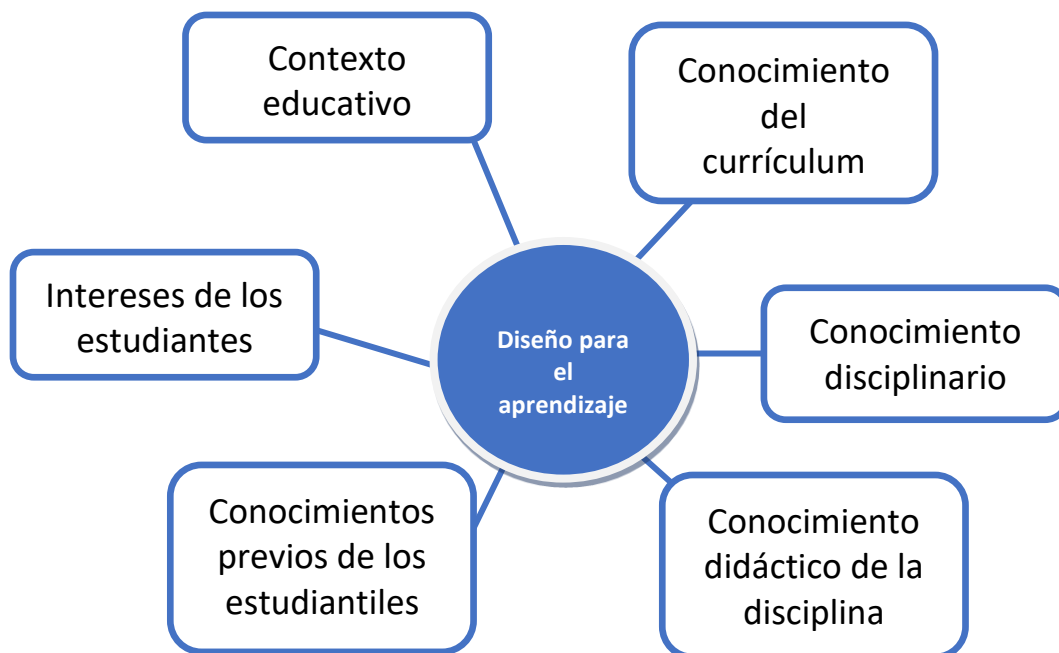 Contexto
educativo
Conocimiento
del
currículum
Intereses de los
estudiantes
Diseño para
el
aprendizaje
Conocimiento
disciplinario
Conocimientos
previos de los
estudiantiles
Conocimiento
didáctico de la
disciplina